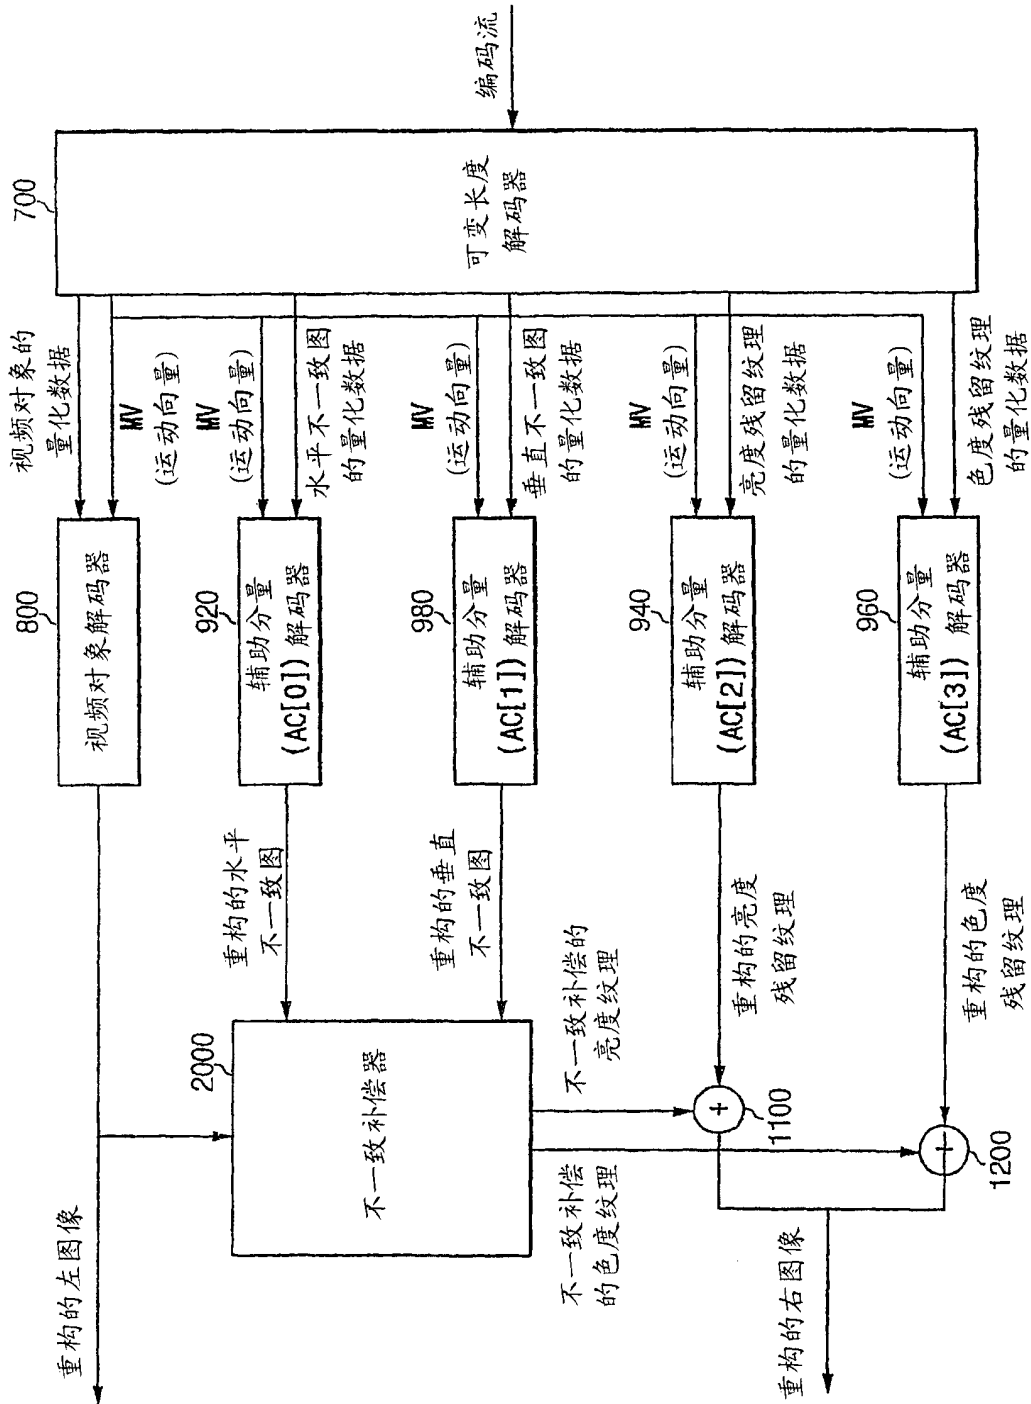 编码流
700
可变长度
解码器
视频对象的
量化数据
MV
(运动向量)
MV
(运动向量)
水平不一致图
的量化数据
MV
(运动向量)
垂直不一致图
的量化数据
MV
(运动向量)
亮度残留纹理
的量化数据
MV
(运动向量)
色度残留纹理
的量化数据
800
视频对象解码器
920
辅助分量
(AC[0])解码器
980
辅助分量
(AC[1])解码器
940
辅助分量
(AC[2])解码器
960
辅助分量
(AC[3])解码器
重构的水平
不一致图
重构的垂直
不一致图
重构的亮度
残留纹理
重构的色度
残留纹理
2000
不一致补偿器
不一致补偿的
亮度纹理
不一致补偿
的色度纹理
+
1100
+
1200
重构的左图像
重构的右图像